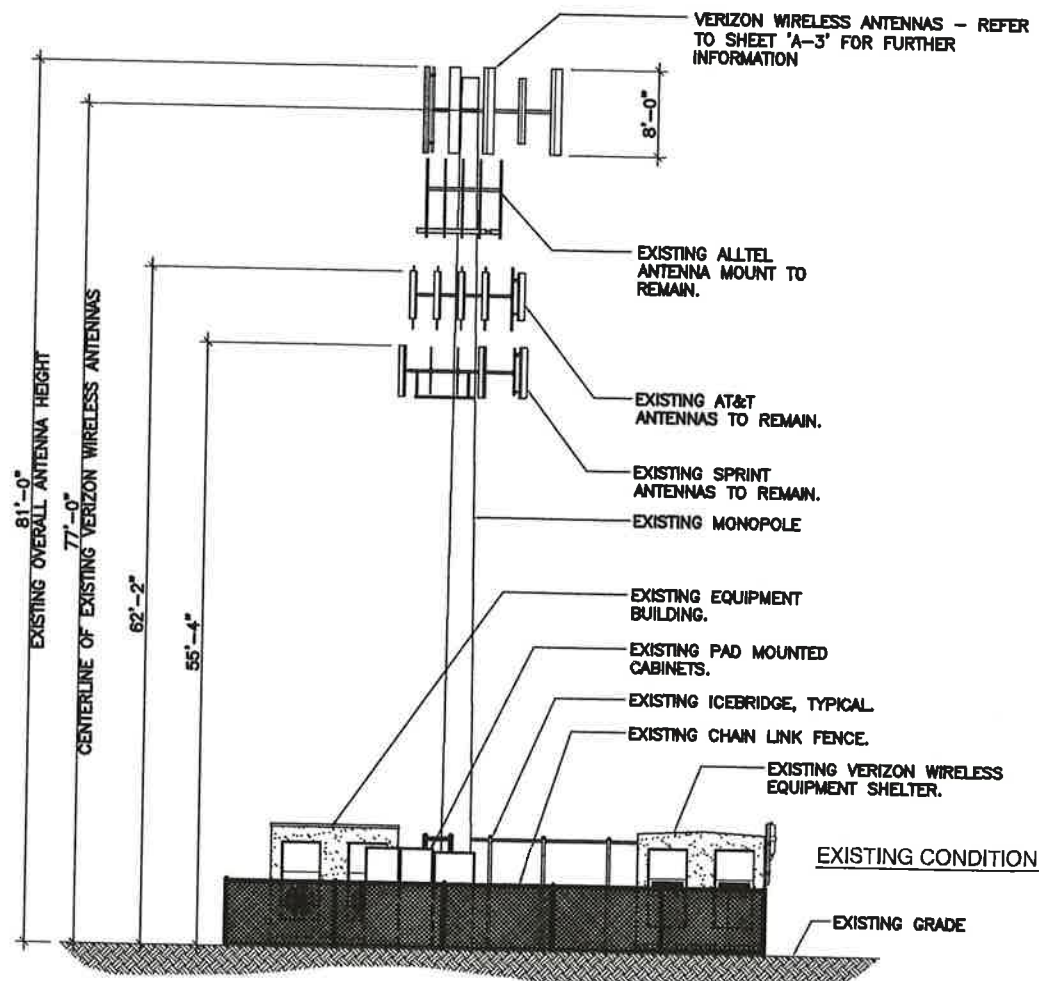 VERIZON WIRELESS ANTENNAS – REFER
TO SHEET 'A–3' FOR FURTHER
INFORMATION
8'–0"
EXISTING ALLTEL
ANTENNA MOUNT TO
REMAIN.
EXISTING AT&T
ANTENNAS TO REMAIN.
EXISTING SPRINT
ANTENNAS TO REMAIN.
EXISTING MONOPOLE
81'–0"
EXISTING OVERALL ANTENNA HEIGHT
77'–0"
CENTERLINE OF EXISTING VERIZON WIRELESS ANTENNAS
62'–2"
55'–4"
EXISTING EQUIPMENT
BUILDING.
EXISTING PAD MOUNTED
CABINETS.
EXISTING ICEBRIDGE, TYPICAL.
EXISTING CHAIN LINK FENCE.
EXISTING VERIZON WIRELESS
EQUIPMENT SHELTER.
EXISTING CONDITION
EXISTING GRADE